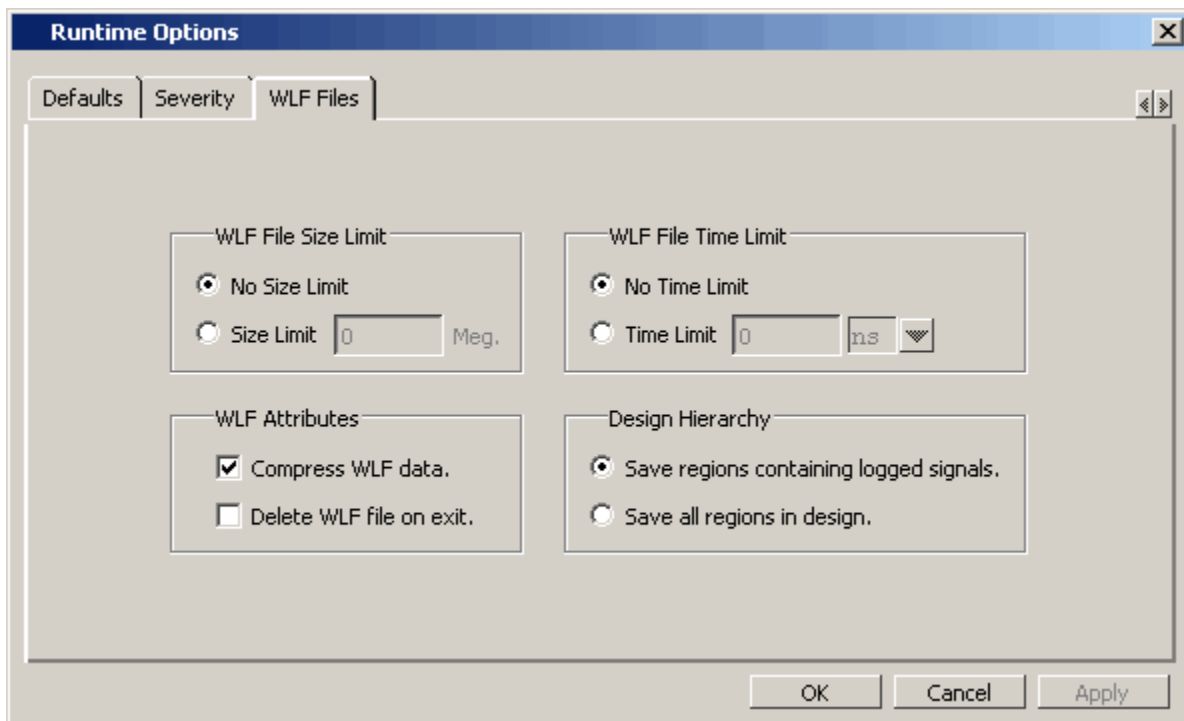 Runtime Options
Defaults Severity WLF Files
WLF File Size Limit
No Size Limit
Size Limit 0 Meg.
WLF File Time Limit
No Time Limit
Time Limit 0 ns
WLF Attributes
Compress WLF data.
Delete WLF file on exit.
Design Hierarchy
Save regions containing logged signals.
Save all regions in design.
OK Cancel Apply